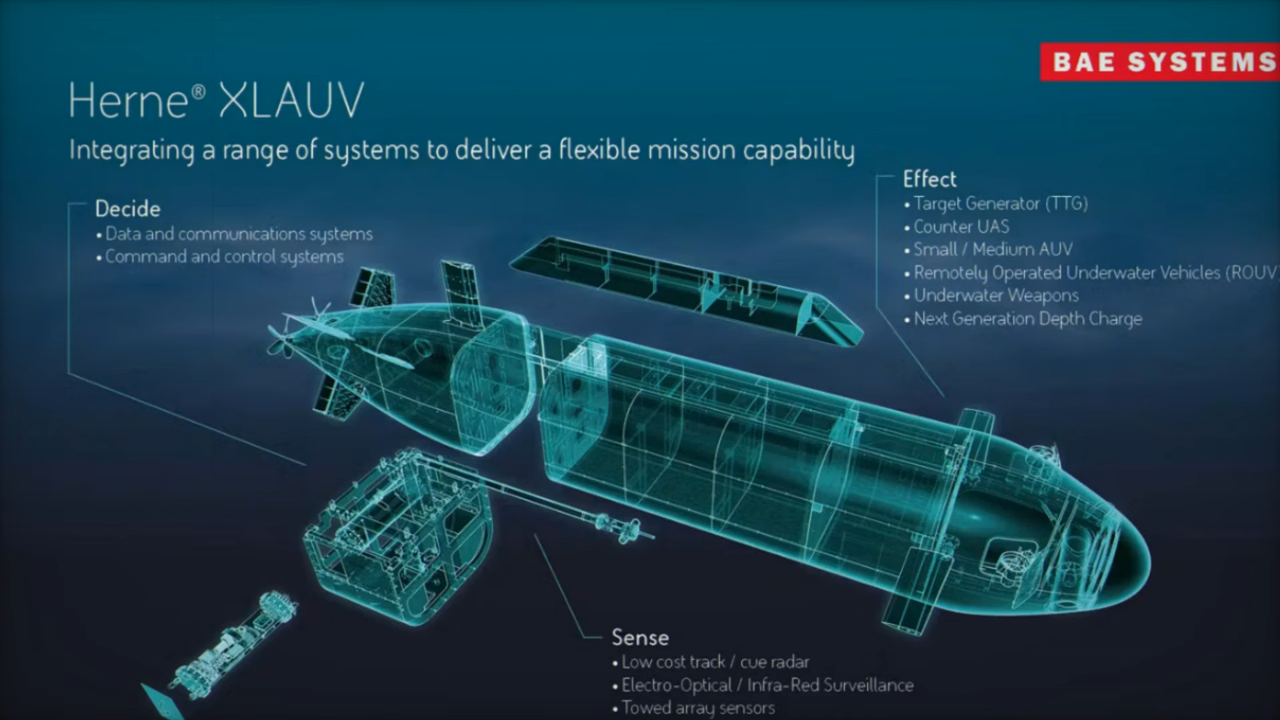 BAE SYSTEMS
Herne® XLAUV
Integrating a range of systems to deliver a flexible mission capability
Decide
• Data and communications systems
• Command and control systems
Effect
• Target Generator (TTG)
• Counter UAS
• Small / Medium AUV
• Remotely Operated Underwater Vehicles (ROUV)
• Underwater Weapons
• Next Generation Depth Charge
Sense
• Low cost track / cue radar
• Electro-Optical / Infra-Red Surveillance
• Towed array sensors